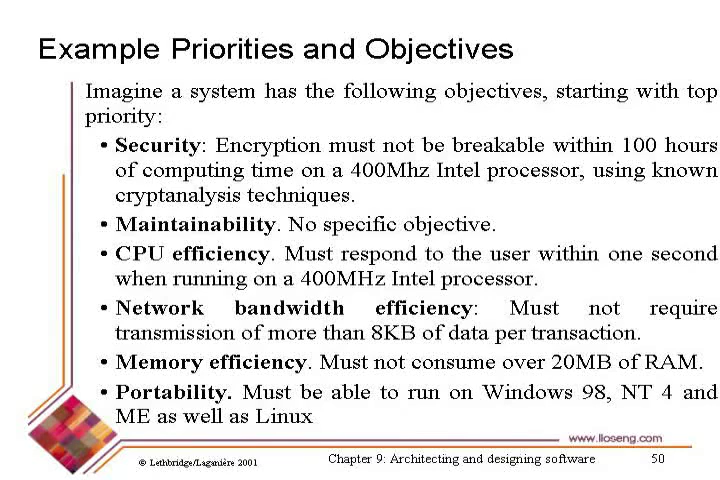 Example Priorities and Objectives
Imagine a system has the following objectives, starting with top
priority:
• Security: Encryption must not be breakable within 100 hours
of computing time on a 400Mhz Intel processor, using known
cryptanalysis techniques.
• Maintainability. No specific objective.
• CPU efficiency. Must respond to the user within one second
when running on a 400MHz Intel processor.
• Network bandwidth efficiency: Must not require
transmission of more than 8KB of data per transaction.
• Memory efficiency. Must not consume over 20MB of RAM.
• Portability. Must be able to run on Windows 98, NT 4 and
ME as well as Linux
www.lloseng.com
© Lethbridge/Laganière 2001
Chapter 9: Architecting and designing software
50